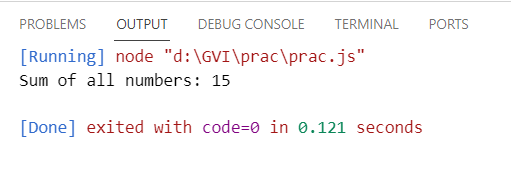 PROBLEMS OUTPUT DEBUG CONSOLE TERMINAL PORTS
[Running] node "d:\GVI\prac\prac.js"
Sum of all numbers: 15
[Done] exited with code=0 in 0.121 seconds